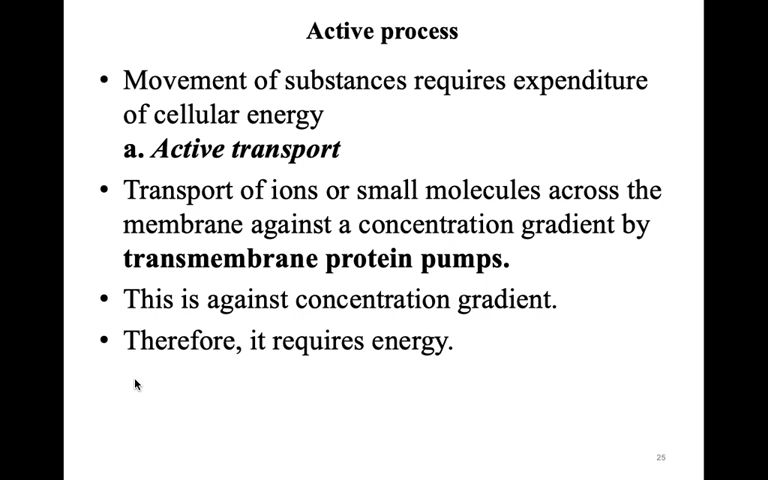 Active process
• Movement of substances requires expenditure
of cellular energy
a. Active transport
• Transport of ions or small molecules across the
membrane against a concentration gradient by
transmembrane protein pumps.
• This is against concentration gradient.
• Therefore, it requires energy.
25